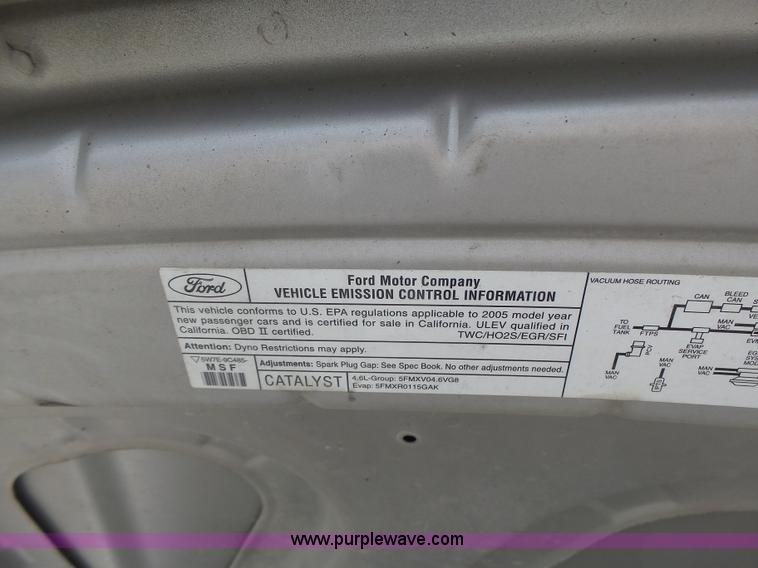 Ford
Ford Motor Company
VEHICLE EMISSION CONTROL INFORMATION
This vehicle conforms to U.S. EPA regulations applicable to 2005 model year
new passenger cars and is certified for sale in California. ULEV qualified in
California. OBD II certified.
TWC/HO2S/EGR/SFI
Attention: Dyno Restrictions may apply.
5W7E-9C485-
MSF
Adjustments: Spark Plug Gap: See Spec Book. No other adjustments needed.
CATALYST
4.6L-Group: 5FMXV04.6VG8
Evap: 5FMXR0115GAK
VACUUM HOSE ROUTING
CAN
BLEED
CAN
TO
FUEL
TANK
FTPS
MAN
VAC
EVAP
SERVICE
PORT
PCV
MAN
VAC
MAN
VAC
www.purplewave.com